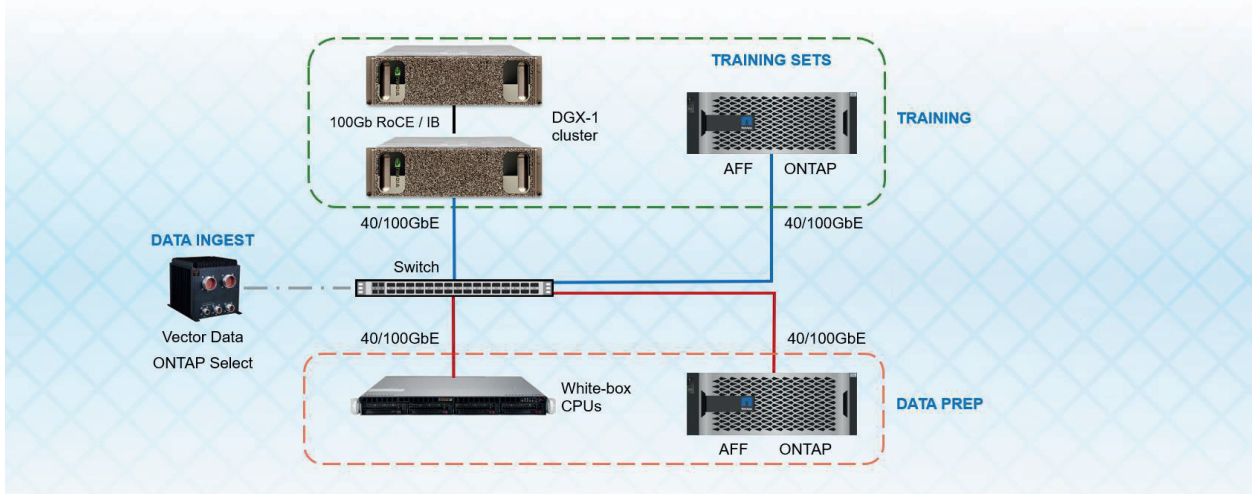 TRAINING SETS
100Gb RoCE / IB
DGX-1
cluster
TRAINING
AFF ONTAP
40/100GbE
40/100GbE
DATA INGEST
Switch
Vector Data
ONTAP Select
40/100GbE
40/100GbE
White-box
CPUs
DATA PREP
AFF ONTAP